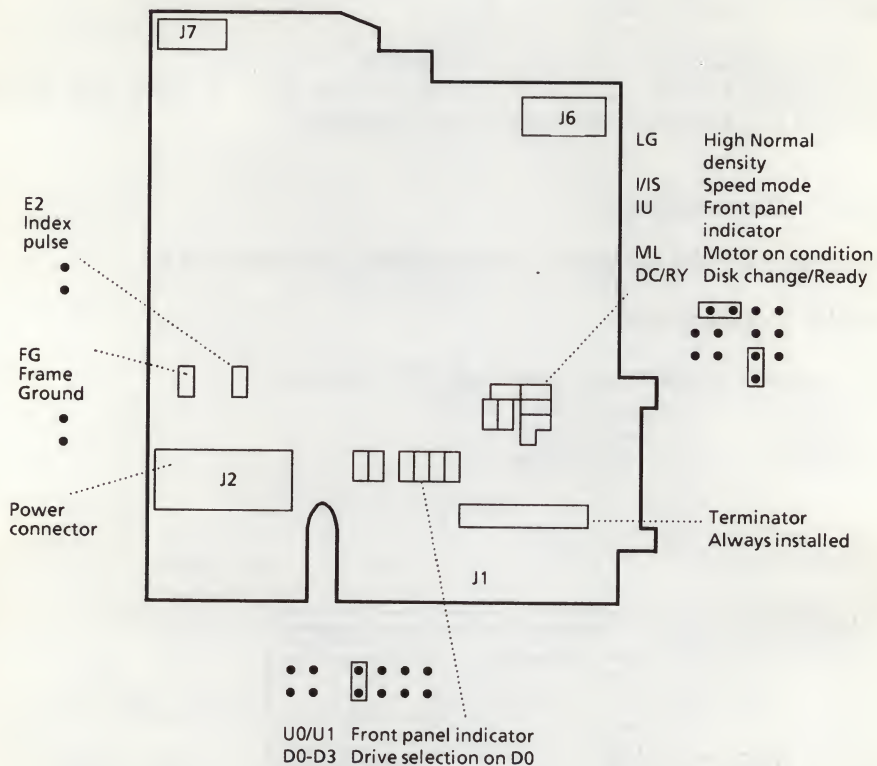 J7
J6
LG High Normal
density
I/IS Speed mode
IU Front panel
indicator
ML Motor on condition
DC/RY Disk change/Ready
E2
Index
pulse
FG
Frame
Ground
J2
Power
connector
Terminator
Always installed
J1
U0/U1 Front panel indicator
D0-D3 Drive selection on D0